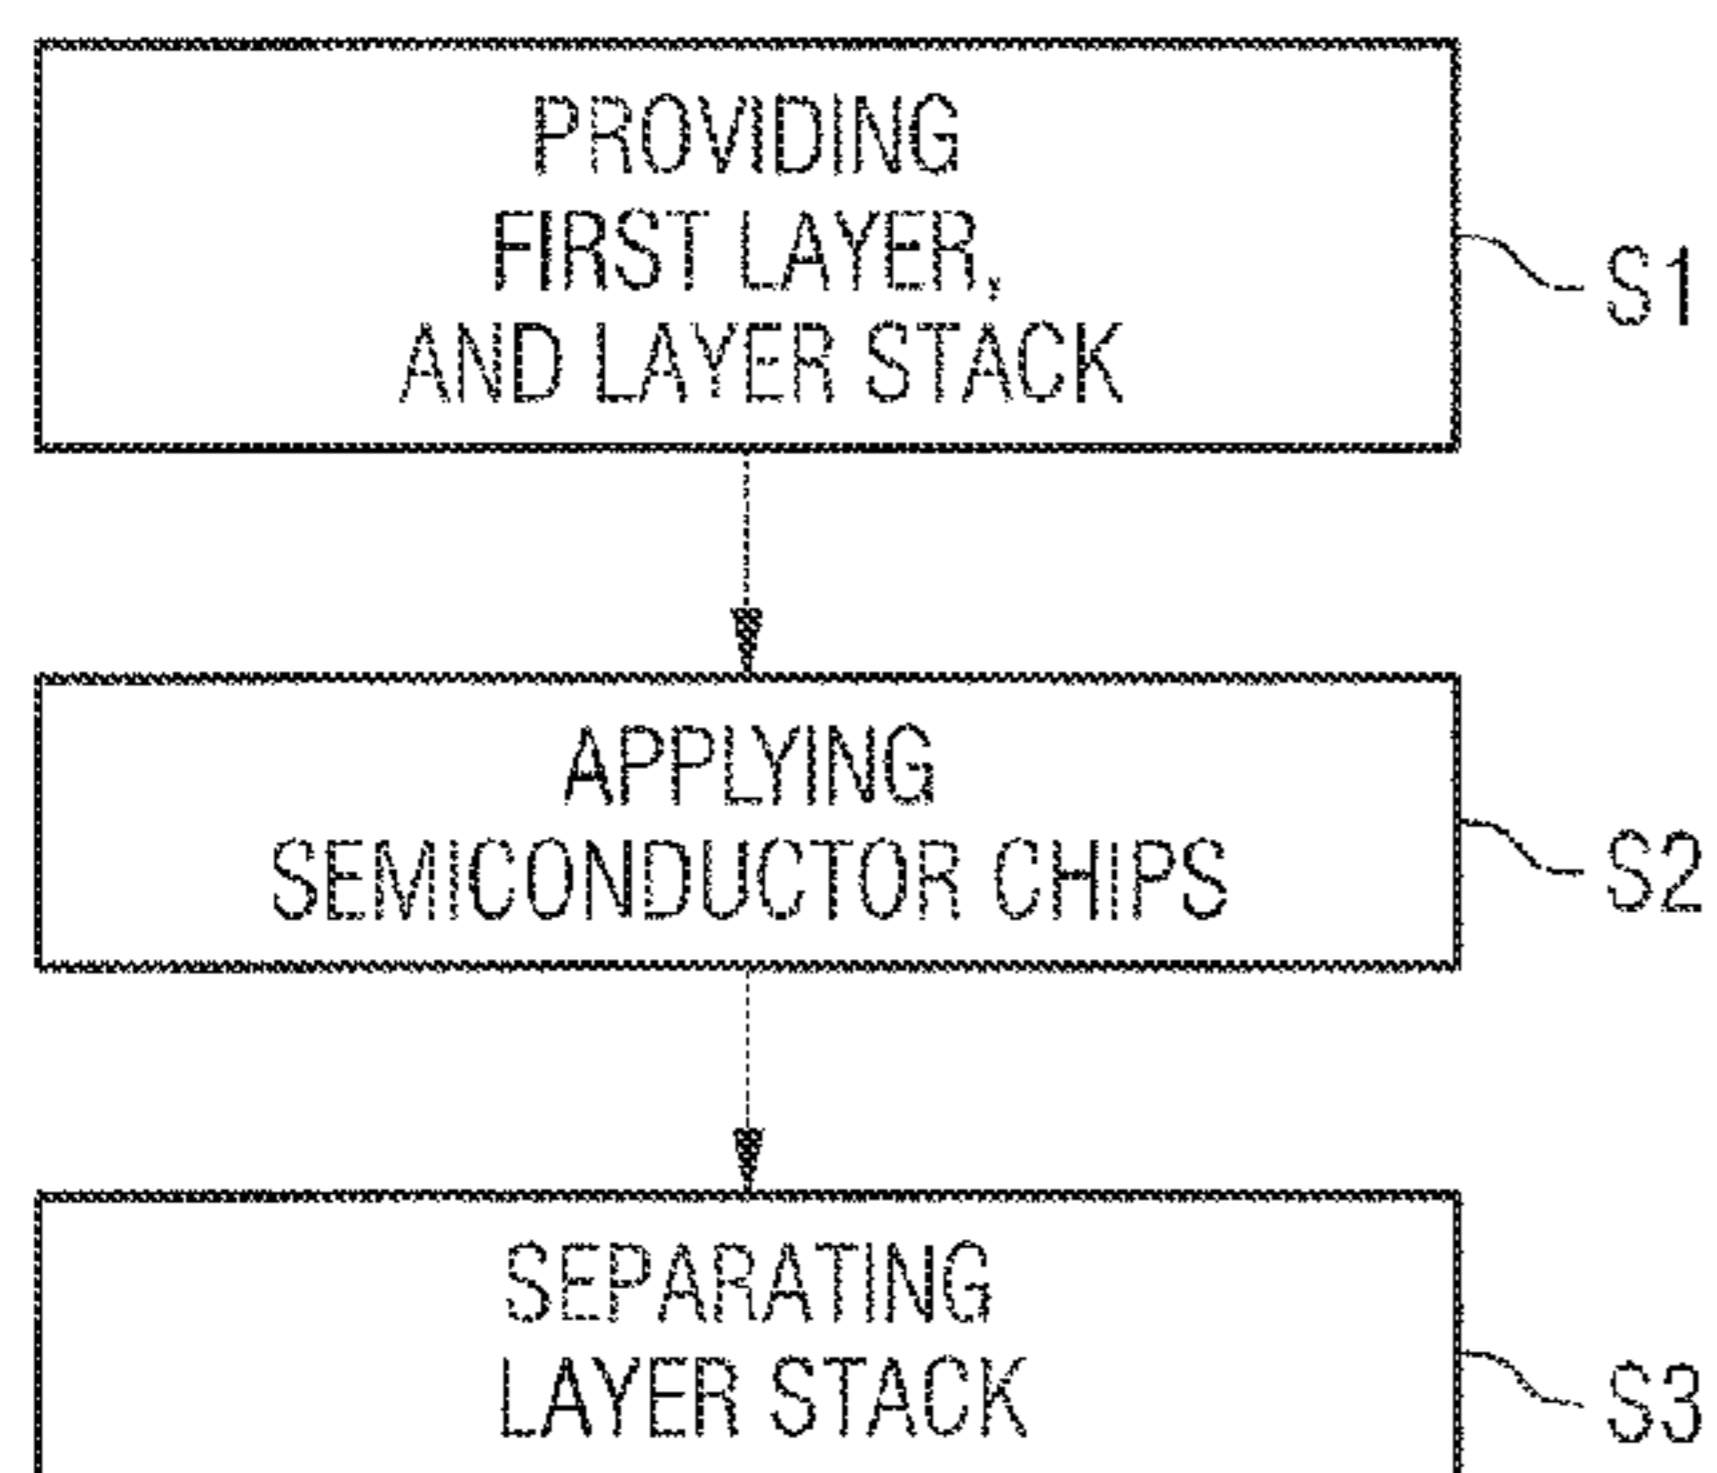 PROVIDING
FIRST LAYER,
AND LAYER STACK
S1
APPLYING
SEMICONDUCTOR CHIPS
S2
SEPARATING
LAYER STACK
S3